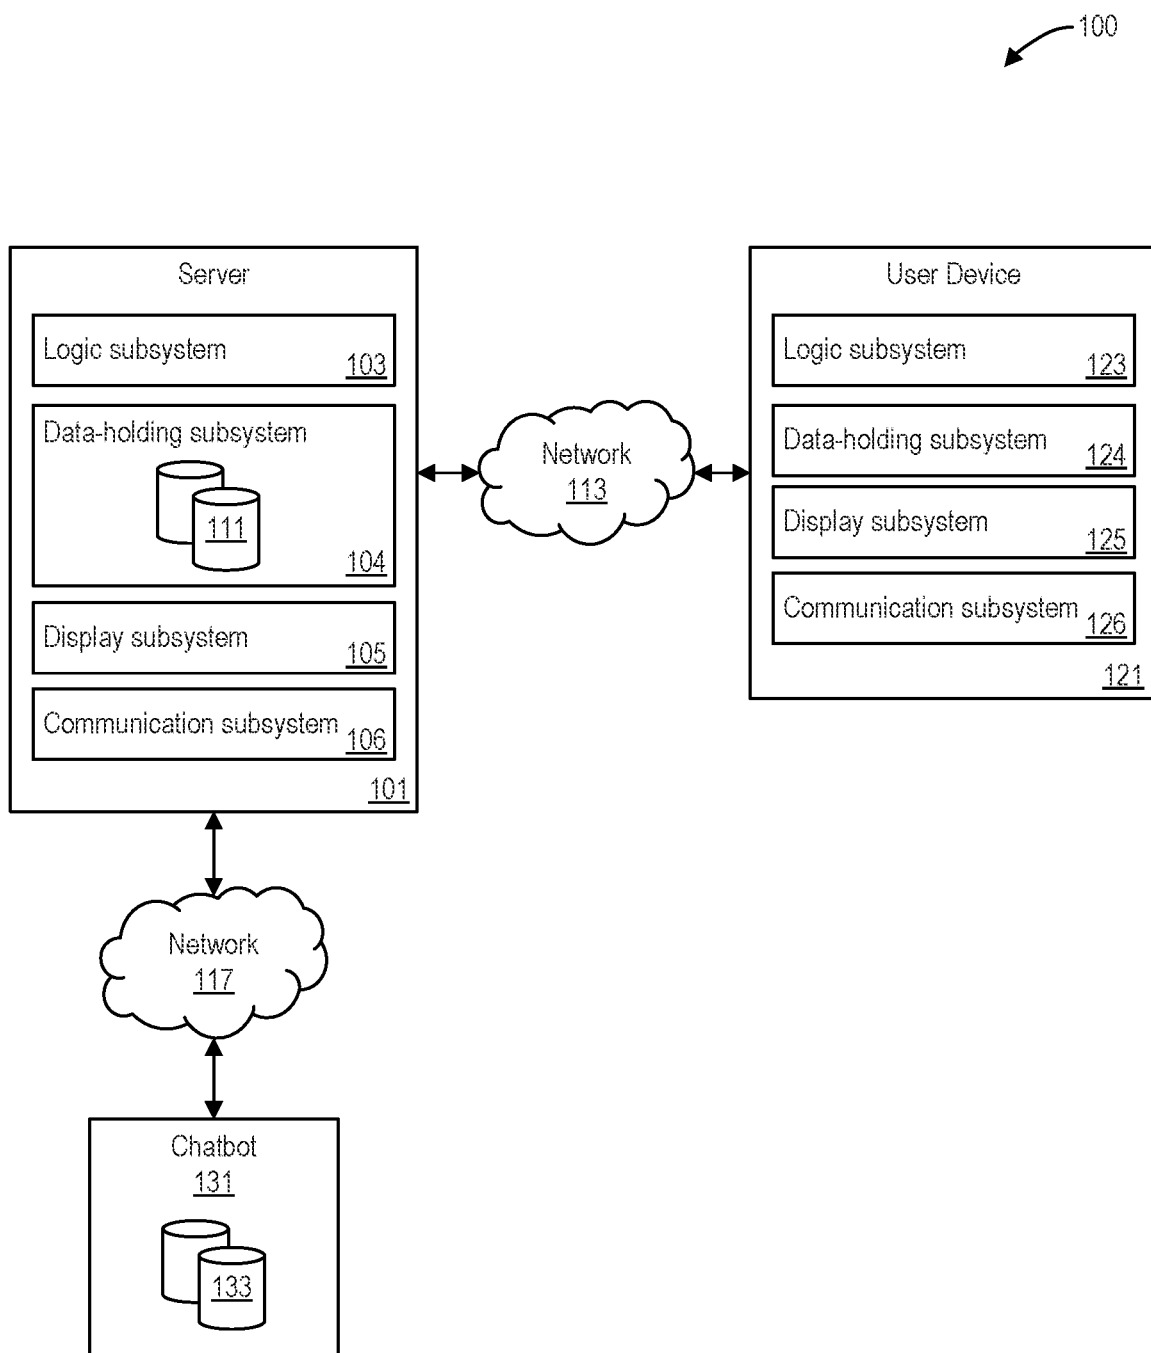 100
Server
Logic subsystem
103
Data-holding subsystem
111
104
Display subsystem
105
Communication subsystem
106
101
Network
113
User Device
Logic subsystem
123
Data-holding subsystem
124
Display subsystem
125
Communication subsystem
126
121
Network
117
Chatbot
131
133